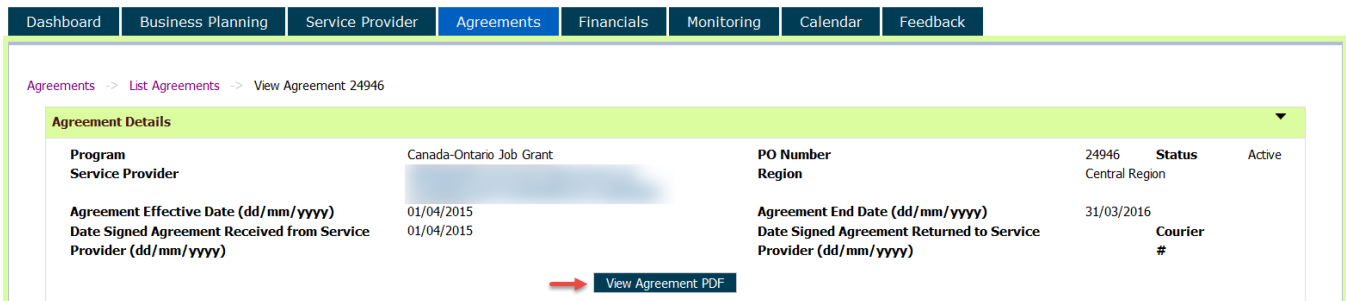 Dashboard Business Planning Service Provider Agreements Financials Monitoring Calendar Feedback
Agreements -> List Agreements -> View Agreement 24946
Agreement Details
Program Canada-Ontario Job Grant PO Number 24946 Status Active
Service Provider Region Central Region
Agreement Effective Date (dd/mm/yyyy) 01/04/2015 Agreement End Date (dd/mm/yyyy) 31/03/2016
Date Signed Agreement Received from Service 01/04/2015 Date Signed Agreement Returned to Service Courier
Provider (dd/mm/yyyy) Provider (dd/mm/yyyy) #
View Agreement PDF